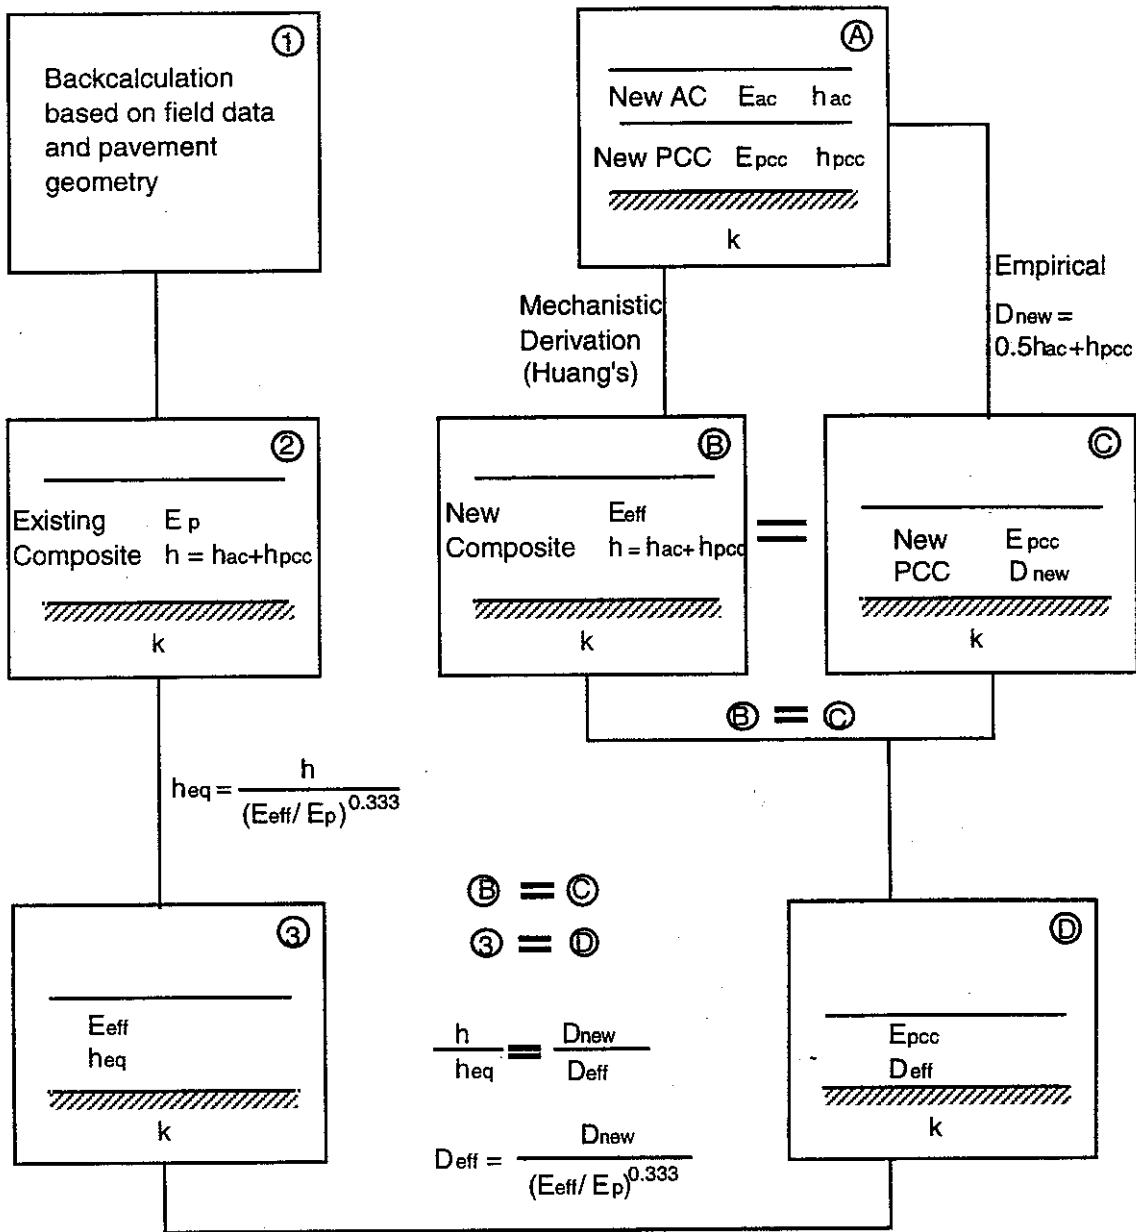 ①
Backcalculation
based on field data
and pavement
geometry
②
Existing E p
Composite h = hac+hpcc
k
heq = h / (Eeff/ Ep)^0.333
③
Eeff
heq
k
Ⓐ
New AC Eac hac
New PCC Epcc hpcc
k
Mechanistic
Derivation
(Huang's)
Empirical
Dnew =
0.5hac+hpcc
Ⓑ
New Eeff
Composite h = hac+ hpcc
k
=
Ⓒ
New Epcc
PCC Dnew
k
Ⓑ = Ⓒ
Ⓑ = Ⓒ
③ = Ⓓ
h / heq = Dnew / Deff
Deff = Dnew / (Eeff/ Ep)^0.333
Ⓓ
Epcc
Deff
k